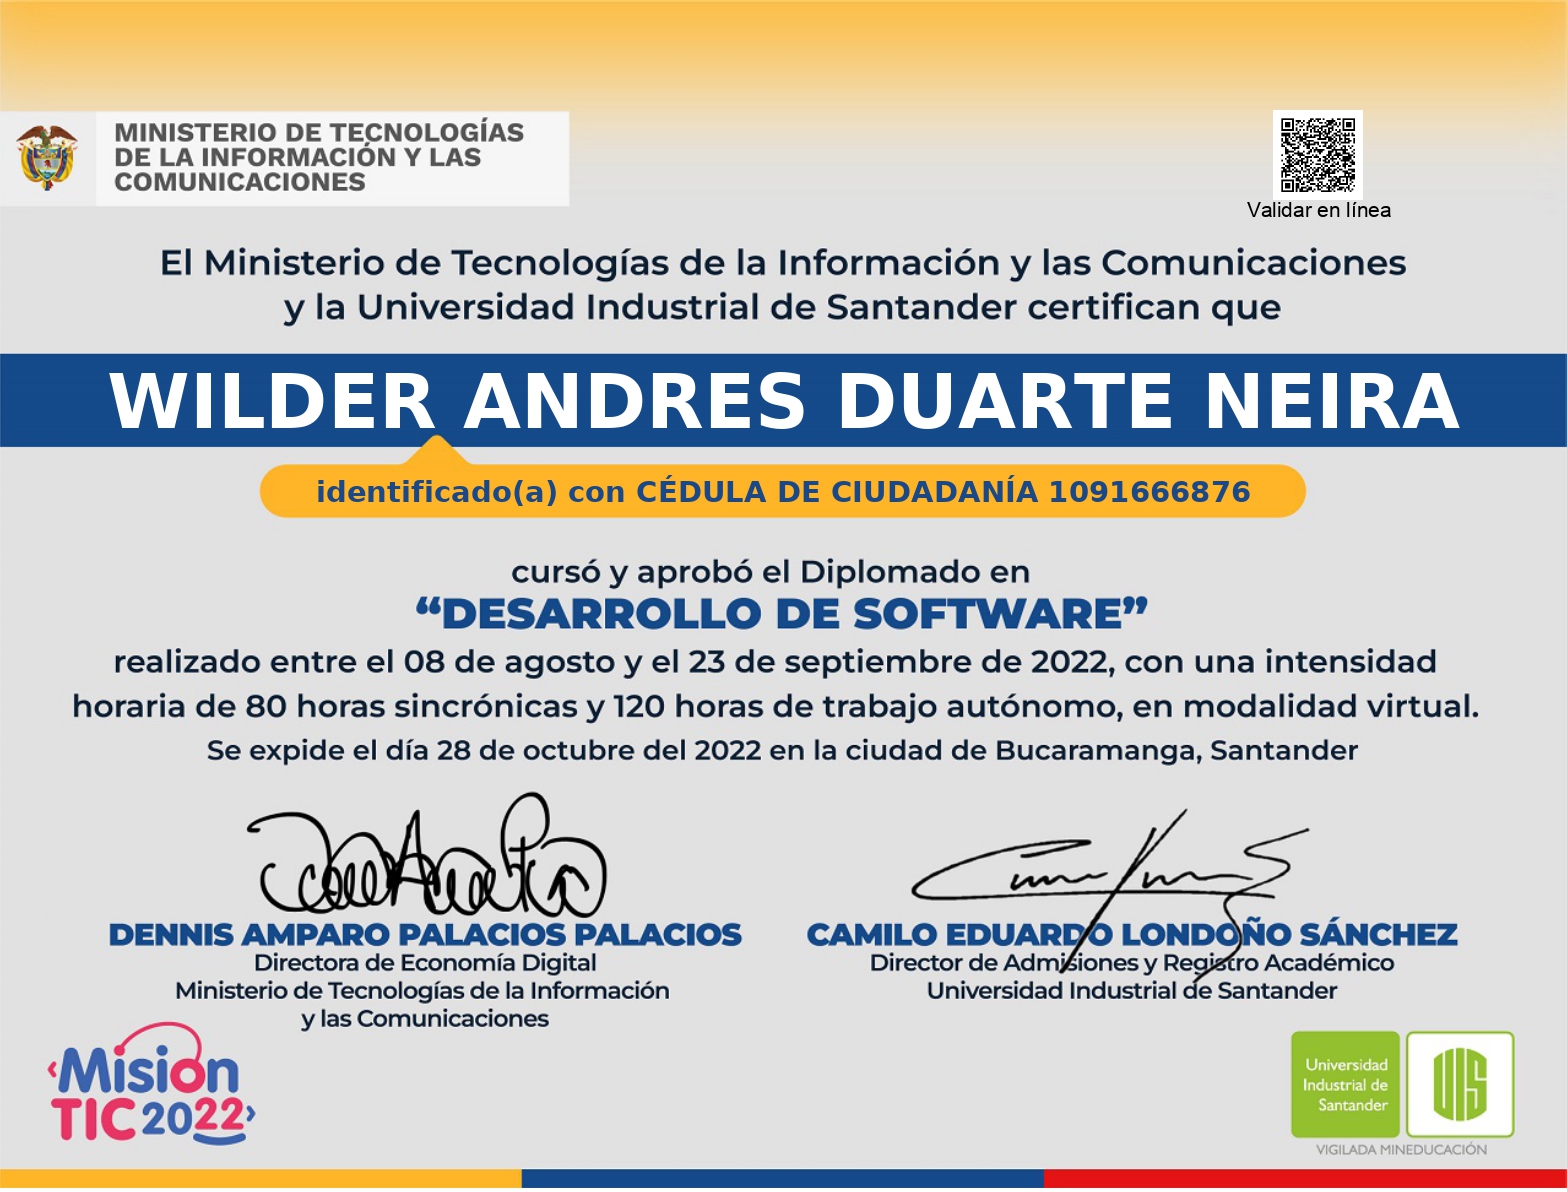 MINISTERIO DE TECNOLOGÍAS
DE LA INFORMACIÓN Y LAS
COMUNICACIONES
Validar en línea
El Ministerio de Tecnologías de la Información y las Comunicaciones
y la Universidad Industrial de Santander certifican que
WILDER ANDRES DUARTE NEIRA
identificado(a) con CÉDULA DE CIUDADANÍA 1091666876
cursó y aprobó el Diplomado en
“DESARROLLO DE SOFTWARE”
realizado entre el 08 de agosto y el 23 de septiembre de 2022, con una intensidad
horaria de 80 horas sincrónicas y 120 horas de trabajo autónomo, en modalidad virtual.
Se expide el día 28 de octubre del 2022 en la ciudad de Bucaramanga, Santander
DENNIS AMPARO PALACIOS PALACIOS
Directora de Economía Digital
Ministerio de Tecnologías de la Información
y las Comunicaciones
CAMILO EDUARDO LONDOÑO SÁNCHEZ
Director de Admisiones y Registro Académico
Universidad Industrial de Santander
‹Misión
TIC 2022›
Universidad
Industrial de
Santander
UIS
VIGILADA MINEDUCACIÓN